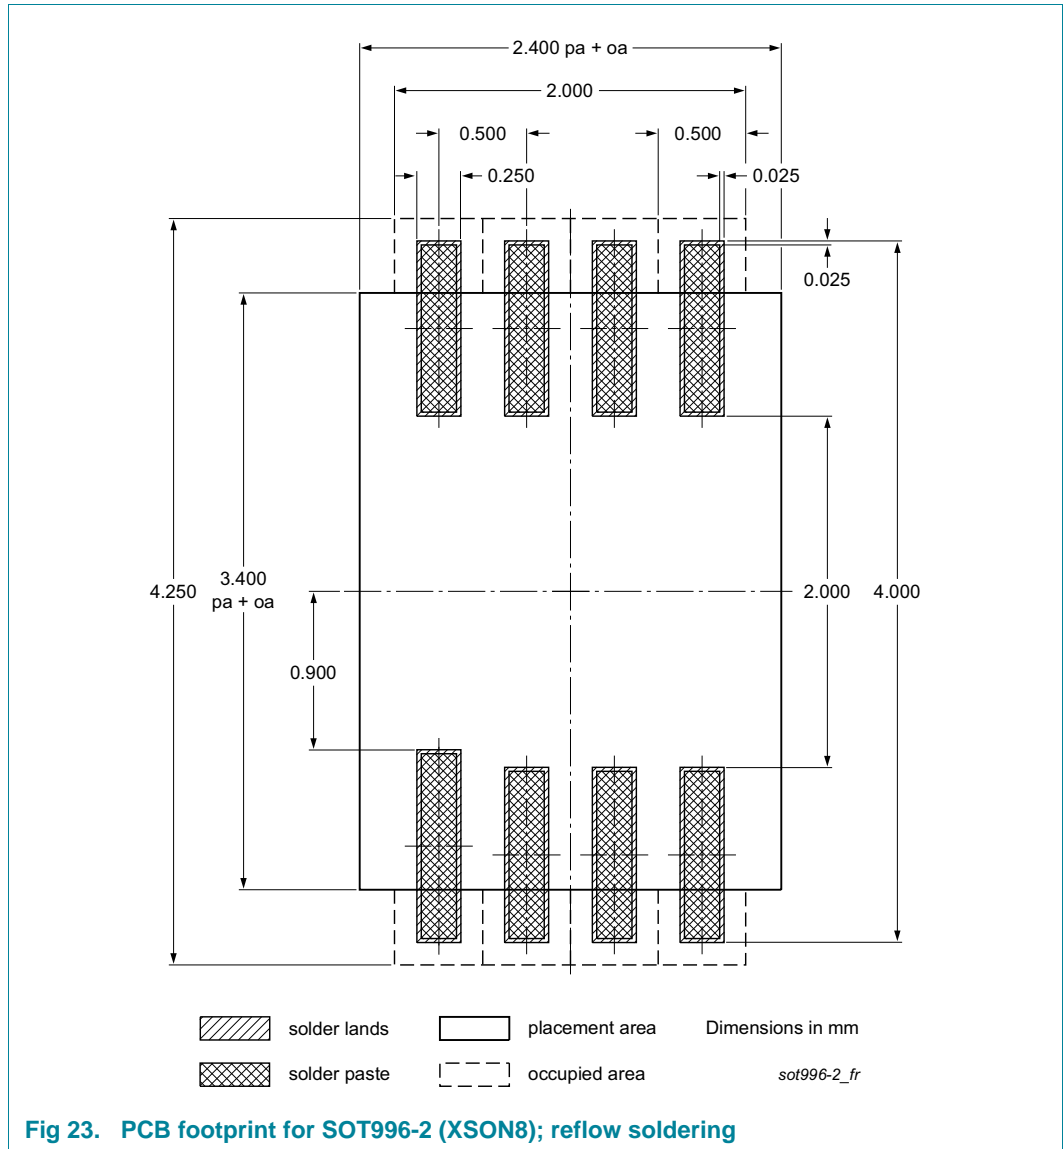 2.400 pa + oa
2.000
0.500 0.500
0.250 0.025
0.025
4.250 3.400 2.000 4.000
pa + oa
0.900
solder lands placement area Dimensions in mm
solder paste occupied area sot996-2_fr
Fig 23. PCB footprint for SOT996-2 (XSON8); reflow soldering